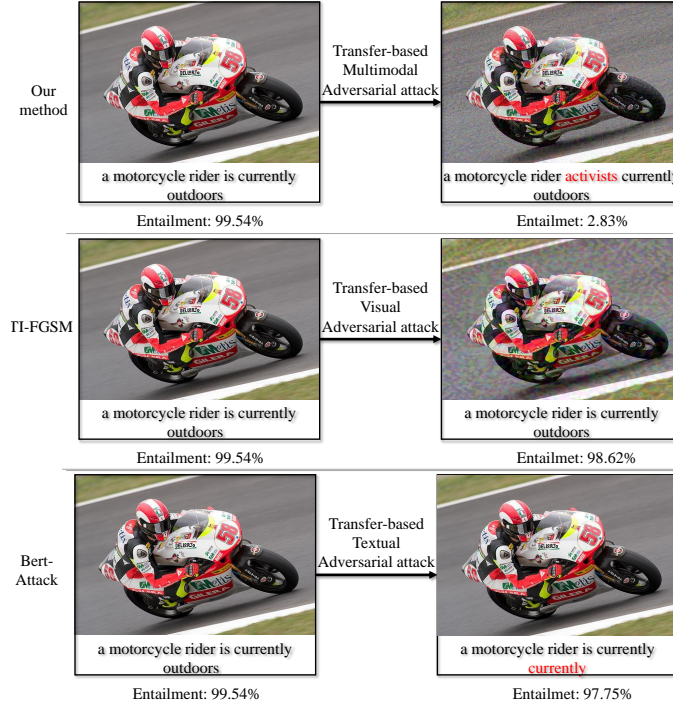 Our
method
Transfer-based
Multimodal
Adversarial attack
a motorcycle rider is currently
outdoors
Entailment: 99.54%
a motorcycle rider activists currently
outdoors
Entailmet: 2.83%
TI-FGSM
Transfer-based
Visual
Adversarial attack
a motorcycle rider is currently
outdoors
Entailment: 99.54%
a motorcycle rider is currently
outdoors
Entailmet: 98.62%
Bert-
Attack
Transfer-based
Textual
Adversarial attack
a motorcycle rider is currently
outdoors
Entailment: 99.54%
a motorcycle rider is currently
currently
Entailmet: 97.75%
58
Metis
GILERA